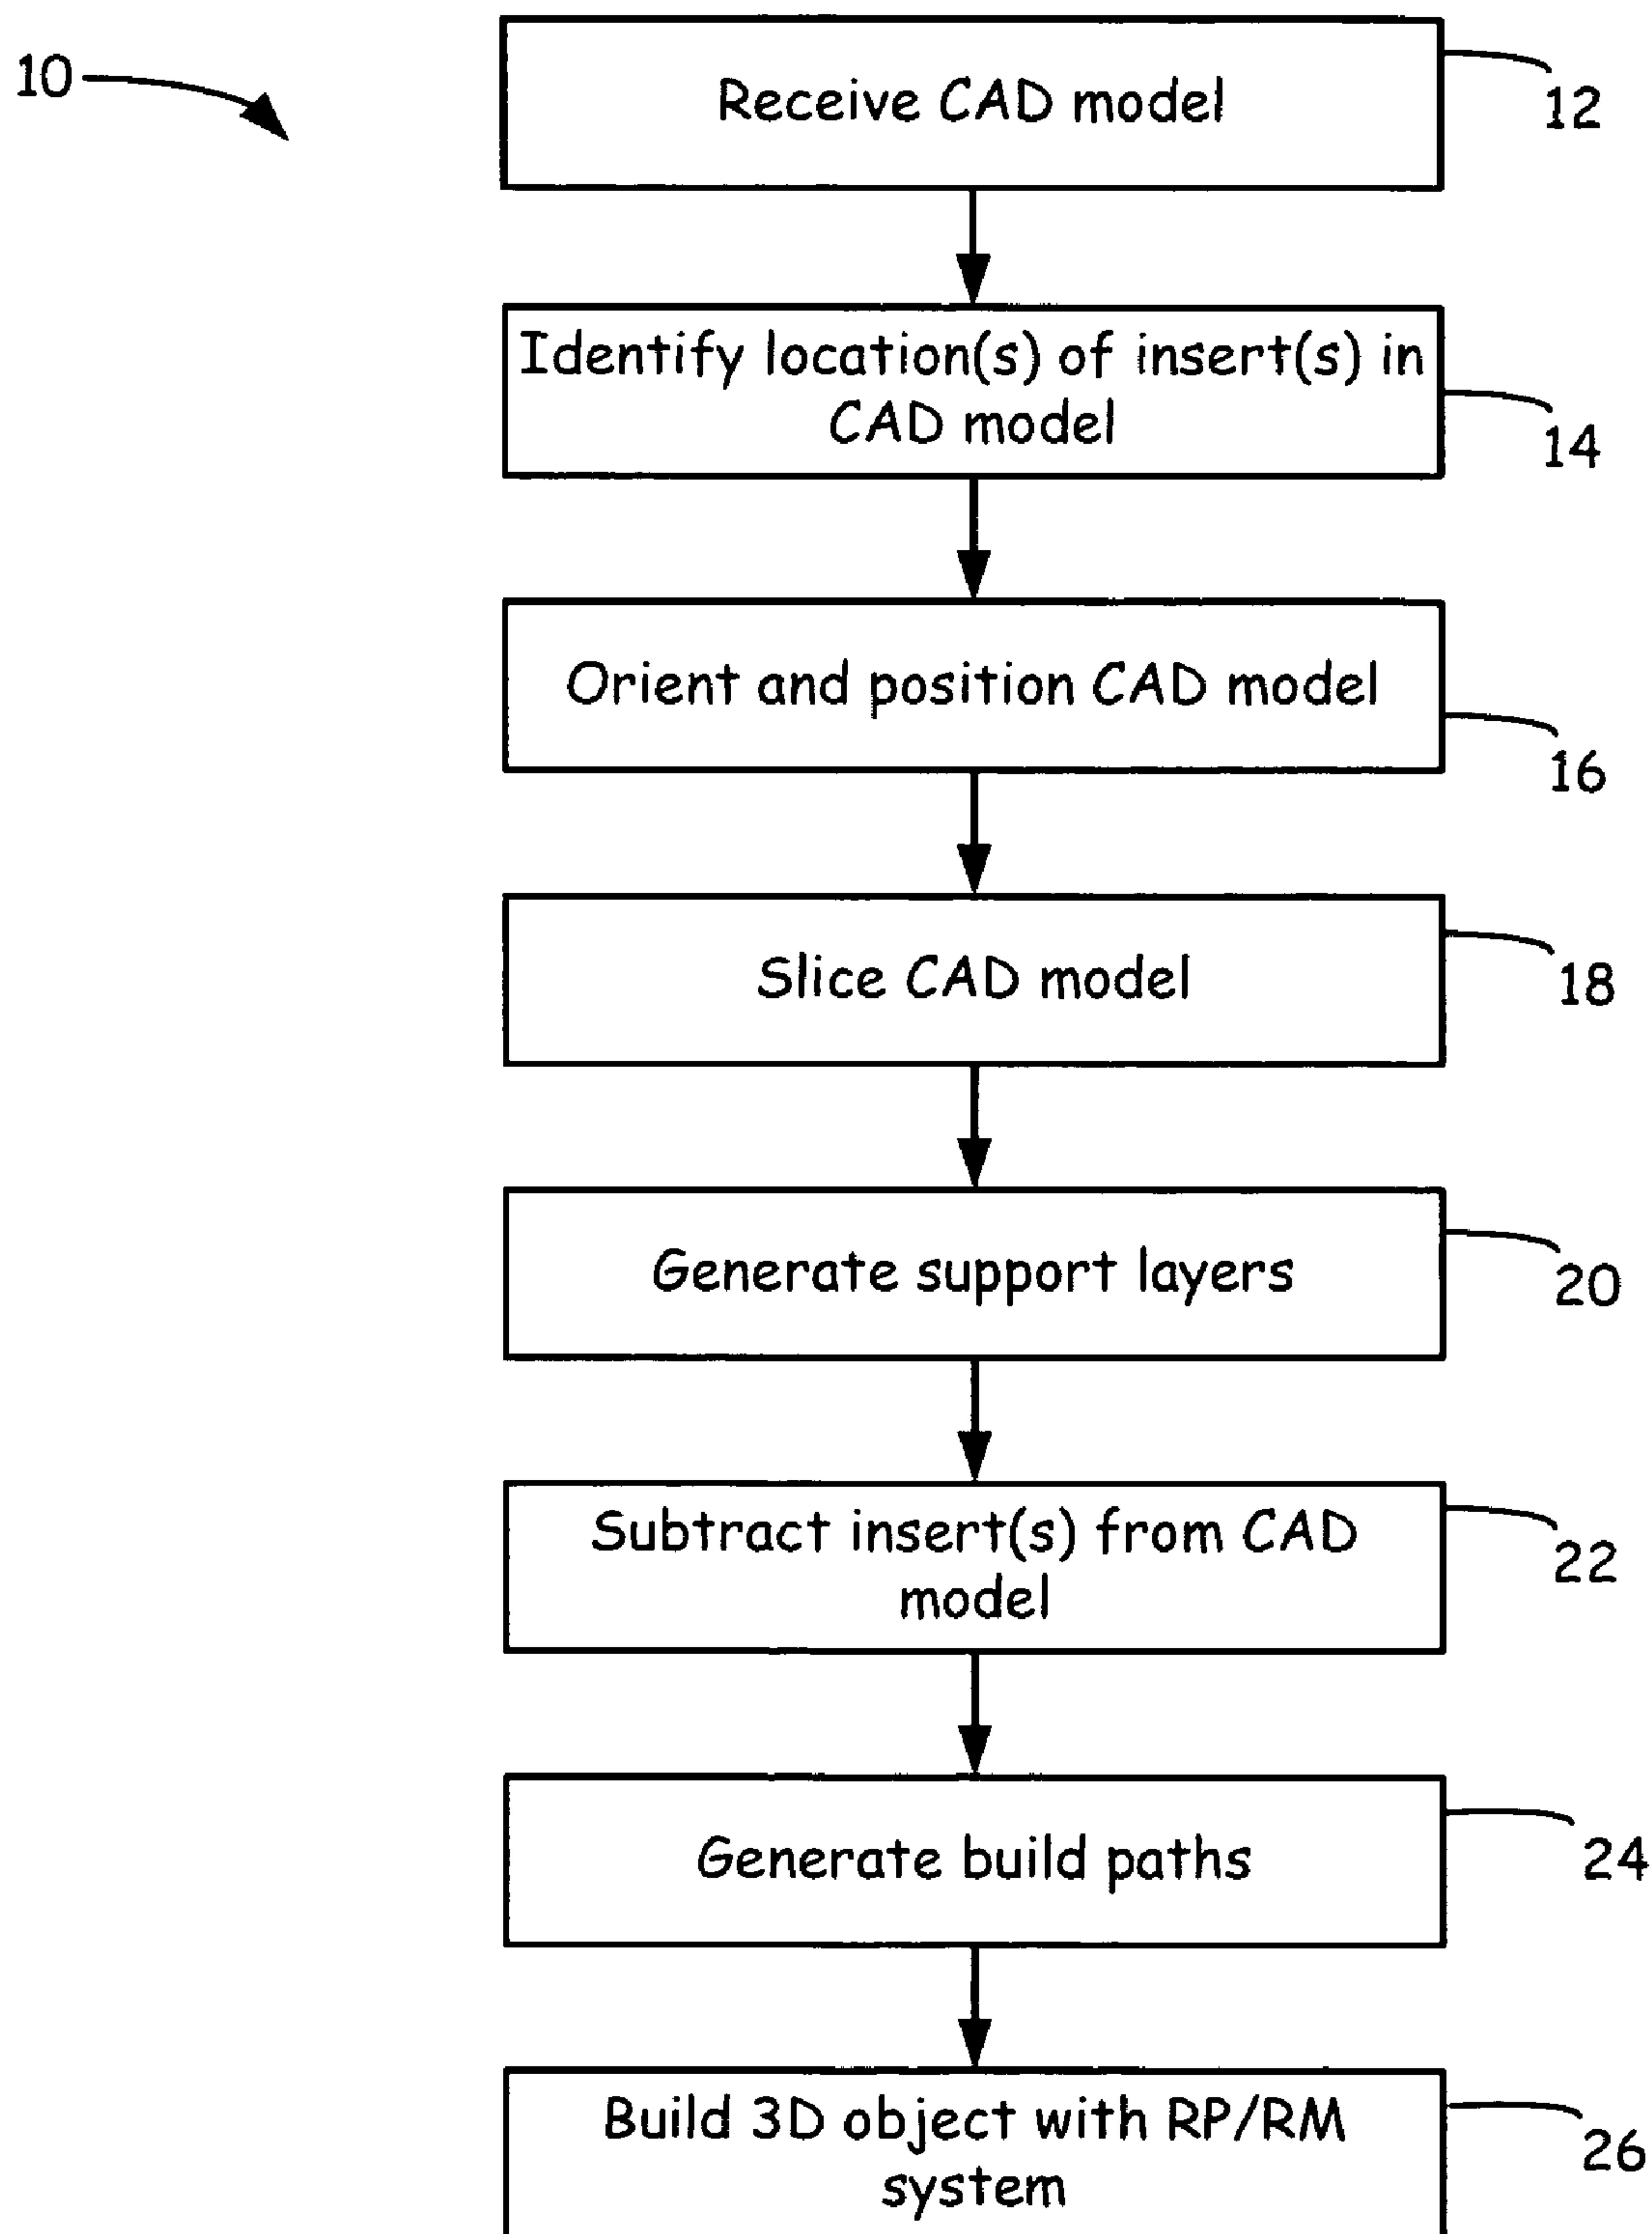 10
Receive CAD model
12
Identify location(s) of insert(s) in
CAD model
14
Orient and position CAD model
16
Slice CAD model
18
Generate support layers
20
Subtract insert(s) from CAD
model
22
Generate build paths
24
Build 3D object with RP/RM
system
26